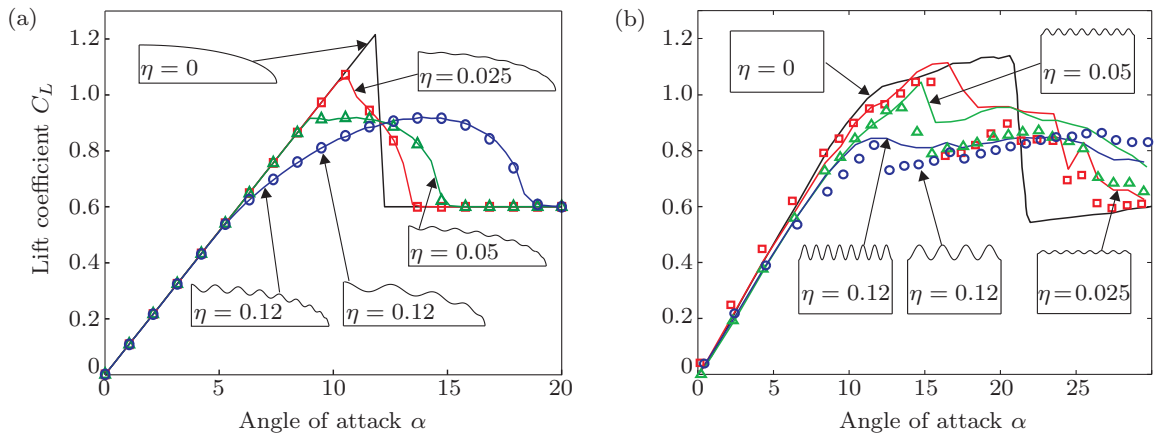 (a)
Lift coefficient C_L
1.2
1.0
0.8
0.6
0.4
0.2
0
η = 0
η = 0.025
η = 0.05
η = 0.12
η = 0.12
0 5 10 15 20
Angle of attack α
(b)
1.2
1.0
0.8
0.6
0.4
0.2
0
η = 0
η = 0.05
η = 0.12
η = 0.12
η = 0.025
0 5 10 15 20 25
Angle of attack α